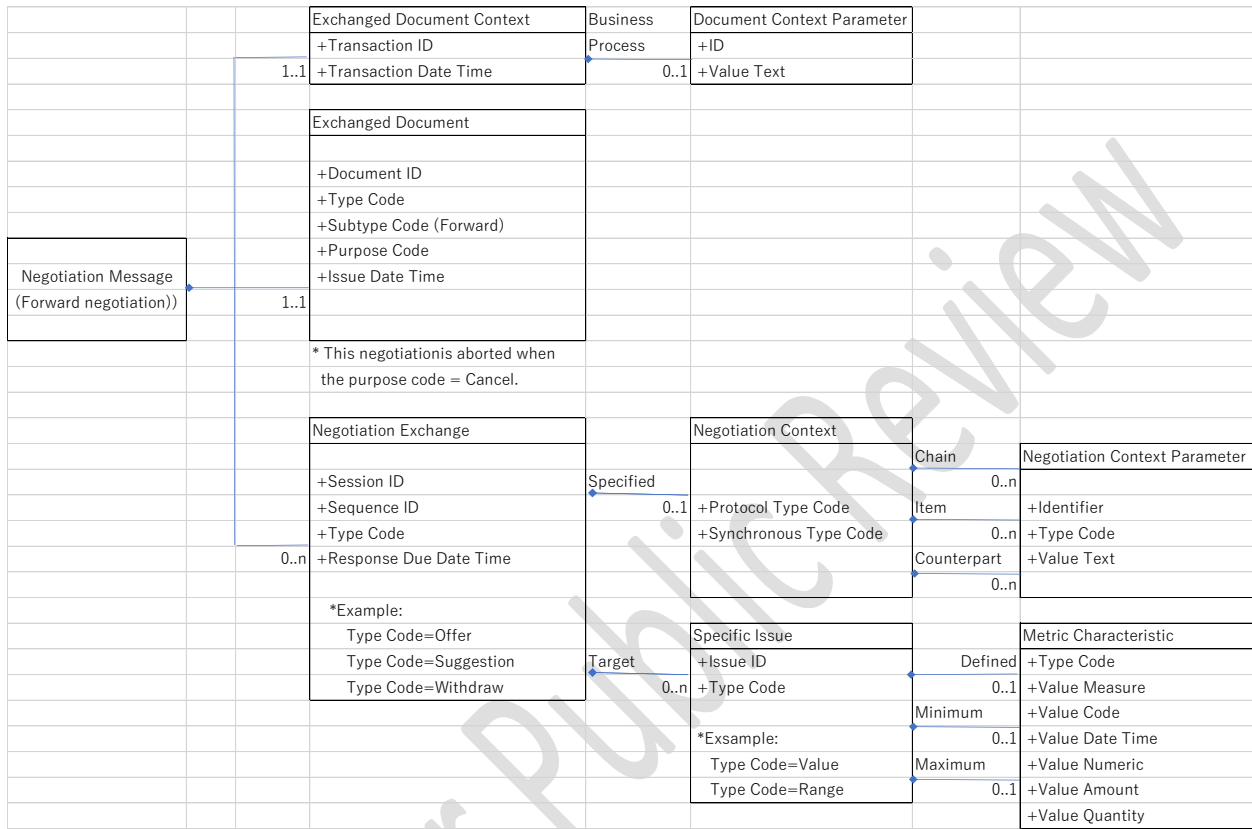 Exchanged Document Context
+Transaction ID
1..1 +Transaction Date Time
Business
Process
0..1
Document Context Parameter
+ID
+Value Text
Exchanged Document
+Document ID
+Type Code
+Subtype Code (Forward)
+Purpose Code
+Issue Date Time
1..1
Negotiation Message
(Forward negotiation))
* This negotiationis aborted when
the purpose code = Cancel.
Negotiation Exchange
+Session ID
+Sequence ID
+Type Code
0..n +Response Due Date Time
*Example:
Type Code=Offer
Type Code=Suggestion
Type Code=Withdraw
Specified
0..1
Negotiation Context
+Protocol Type Code
+Synchronous Type Code
Chain
0..n
Item
0..n
Counterpart
0..n
Negotiation Context Parameter
+Identifier
+Type Code
+Value Text
Target
0..n
Specific Issue
+Issue ID
+Type Code
*Exsample:
Type Code=Value
Type Code=Range
Defined
0..1
Minimum
0..1
Maximum
0..1
Metric Characteristic
+Type Code
+Value Measure
+Value Code
+Value Date Time
+Value Numeric
+Value Amount
+Value Quantity
r Public Review